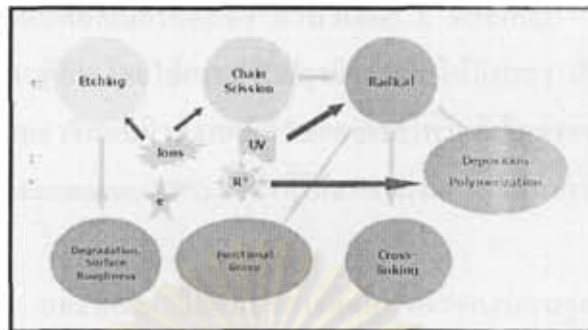 Etching
Chain
Scission
Radical
Ions
UV
Deposition
Polymerization
e
R*
Degradation,
Surface
Roughness
Functional
Group
Cross-
linking